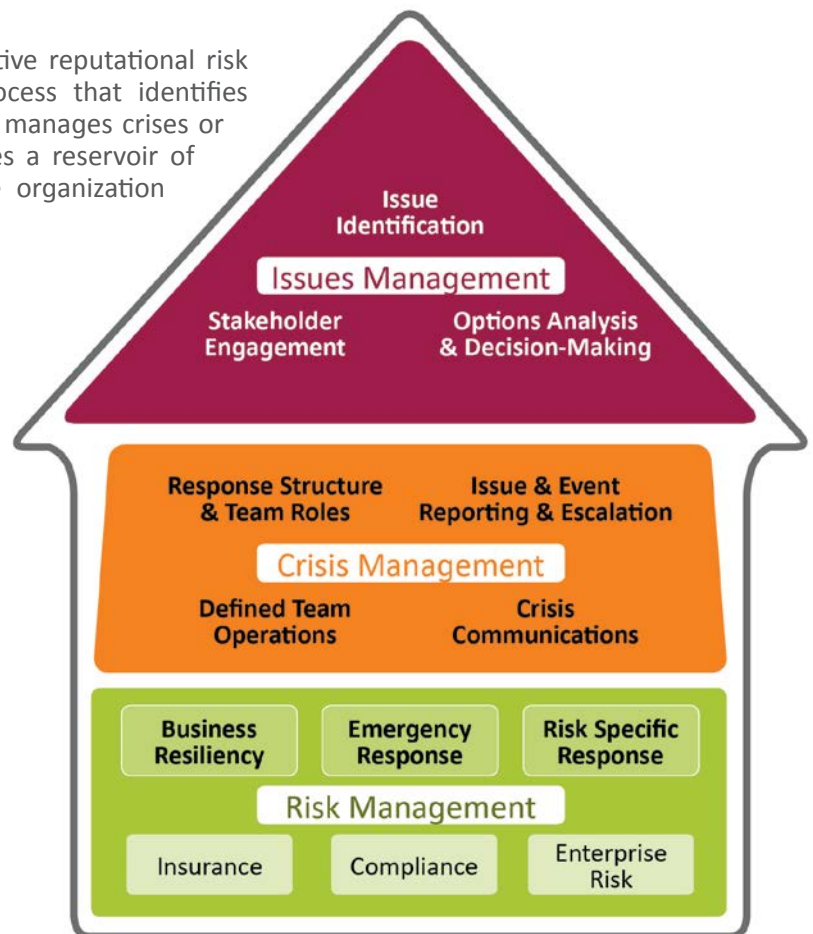 tive reputational risk
ocess that identifies
manages crises or
es a reservoir of
organization
Issue
Identification
Issues Management
Stakeholder
Engagement
Options Analysis
& Decision-Making
Response Structure
& Team Roles
Issue & Event
Reporting & Escalation
Crisis Management
Defined Team
Operations
Crisis
Communications
Business
Resiliency
Emergency
Response
Risk Specific
Response
Risk Management
Insurance
Compliance
Enterprise
Risk